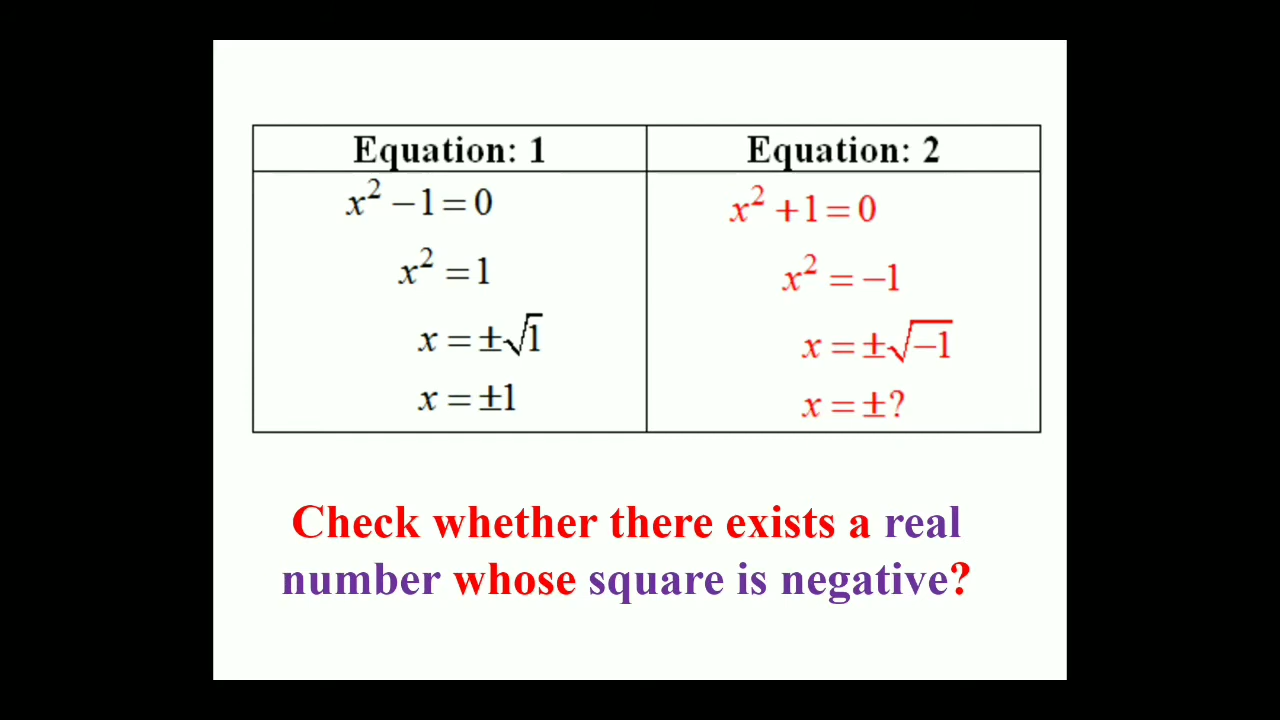 Equation: 1
Equation: 2
x² − 1 = 0
x² + 1 = 0
x² = 1
x² = −1
x = ±√1
x = ±√−1
x = ±1
x = ±?
Check whether there exists a real
number whose square is negative?